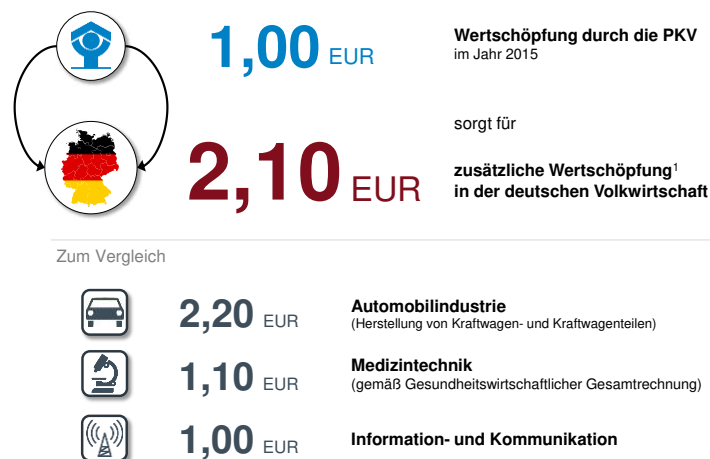 1,00 EUR
Wertschöpfung durch die PKV
im Jahr 2015
sorgt für
2,10 EUR
zusätzliche Wertschöpfung¹
in der deutschen Volkwirtschaft
Zum Vergleich
2,20 EUR
Automobilindustrie
(Herstellung von Kraftwagen- und Kraftwagenteilen)
1,10 EUR
Medizintechnik
(gemäß Gesundheitswirtschaftlicher Gesamtrechnung)
1,00 EUR
Information- und Kommunikation